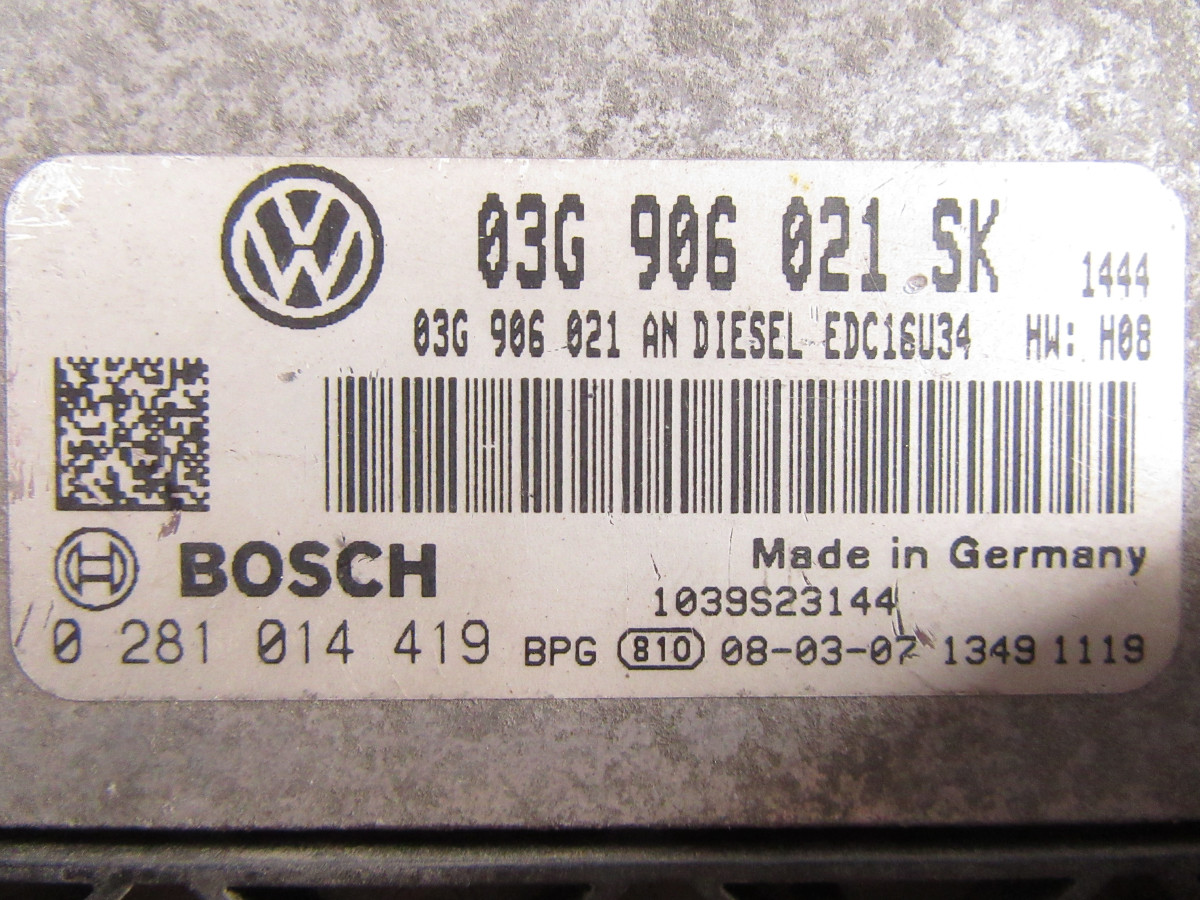 03G 906 021 SK 1444
03G 906 021 AN DIESEL EDC16U34 HW: H08
BOSCH
Made in Germany
1039S23144
0 281 014 419 BPG 810 08-03-07 1349 1119